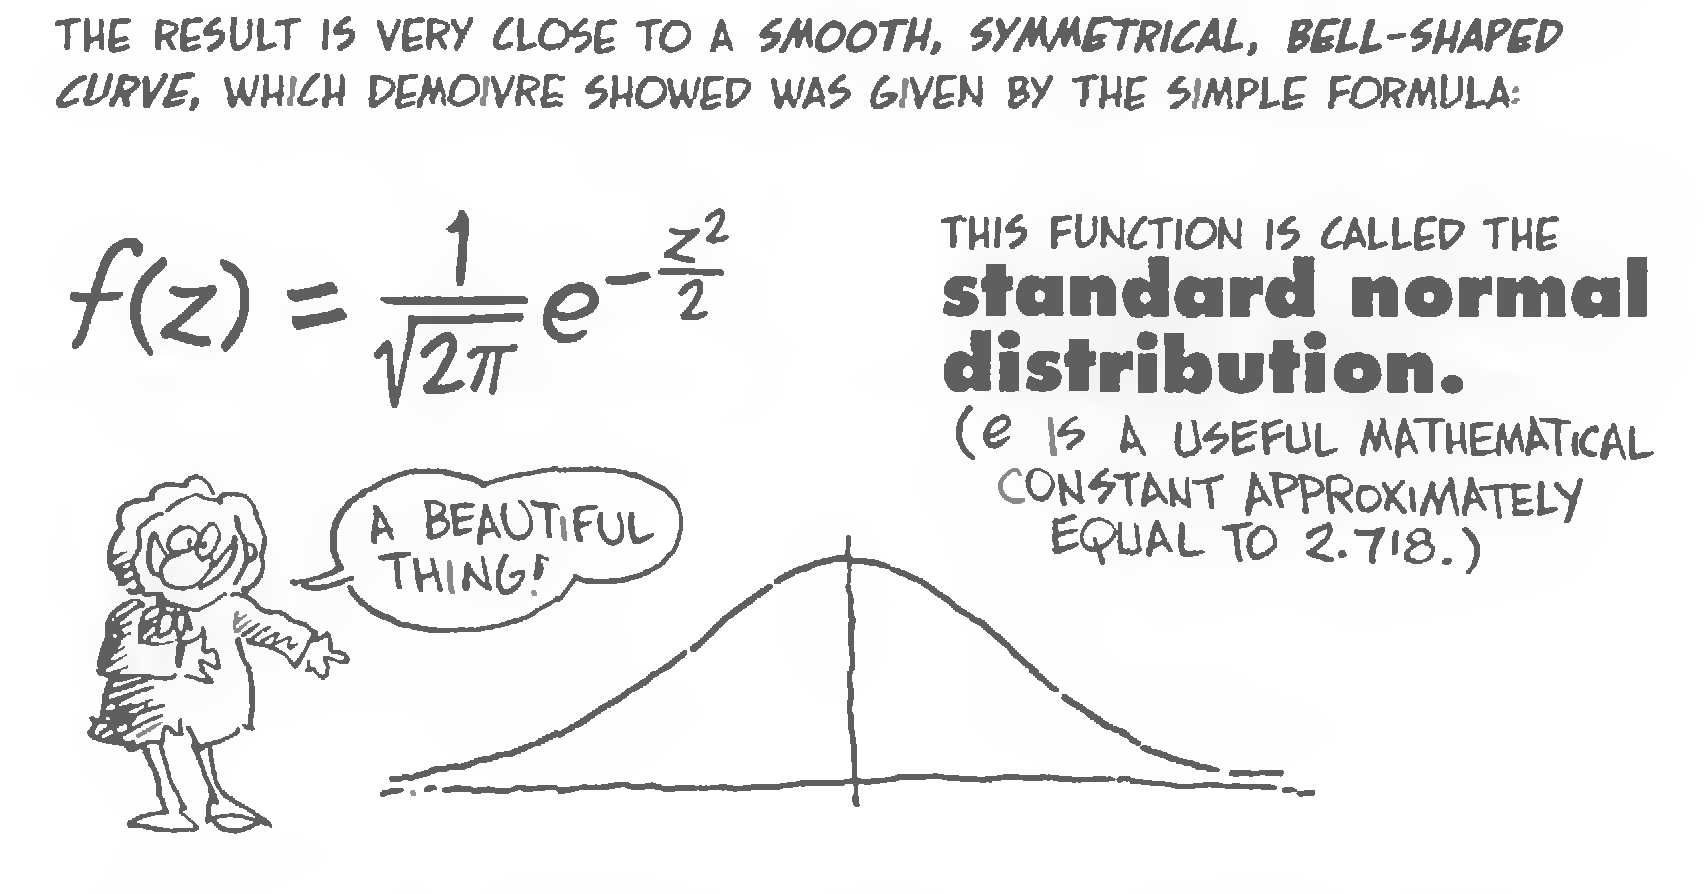 THE RESULT IS VERY CLOSE TO A SMOOTH, SYMMETRICAL, BELL-SHAPED
CURVE, WHICH DEMOIVRE SHOWED WAS GIVEN BY THE SIMPLE FORMULA:
f(z) = 1/√2π e^-z²/2
THIS FUNCTION IS CALLED THE
standard normal
distribution.
(e IS A USEFUL MATHEMATICAL
CONSTANT APPROXIMATELY
EQUAL TO 2.718.)
A BEAUTIFUL
THING!